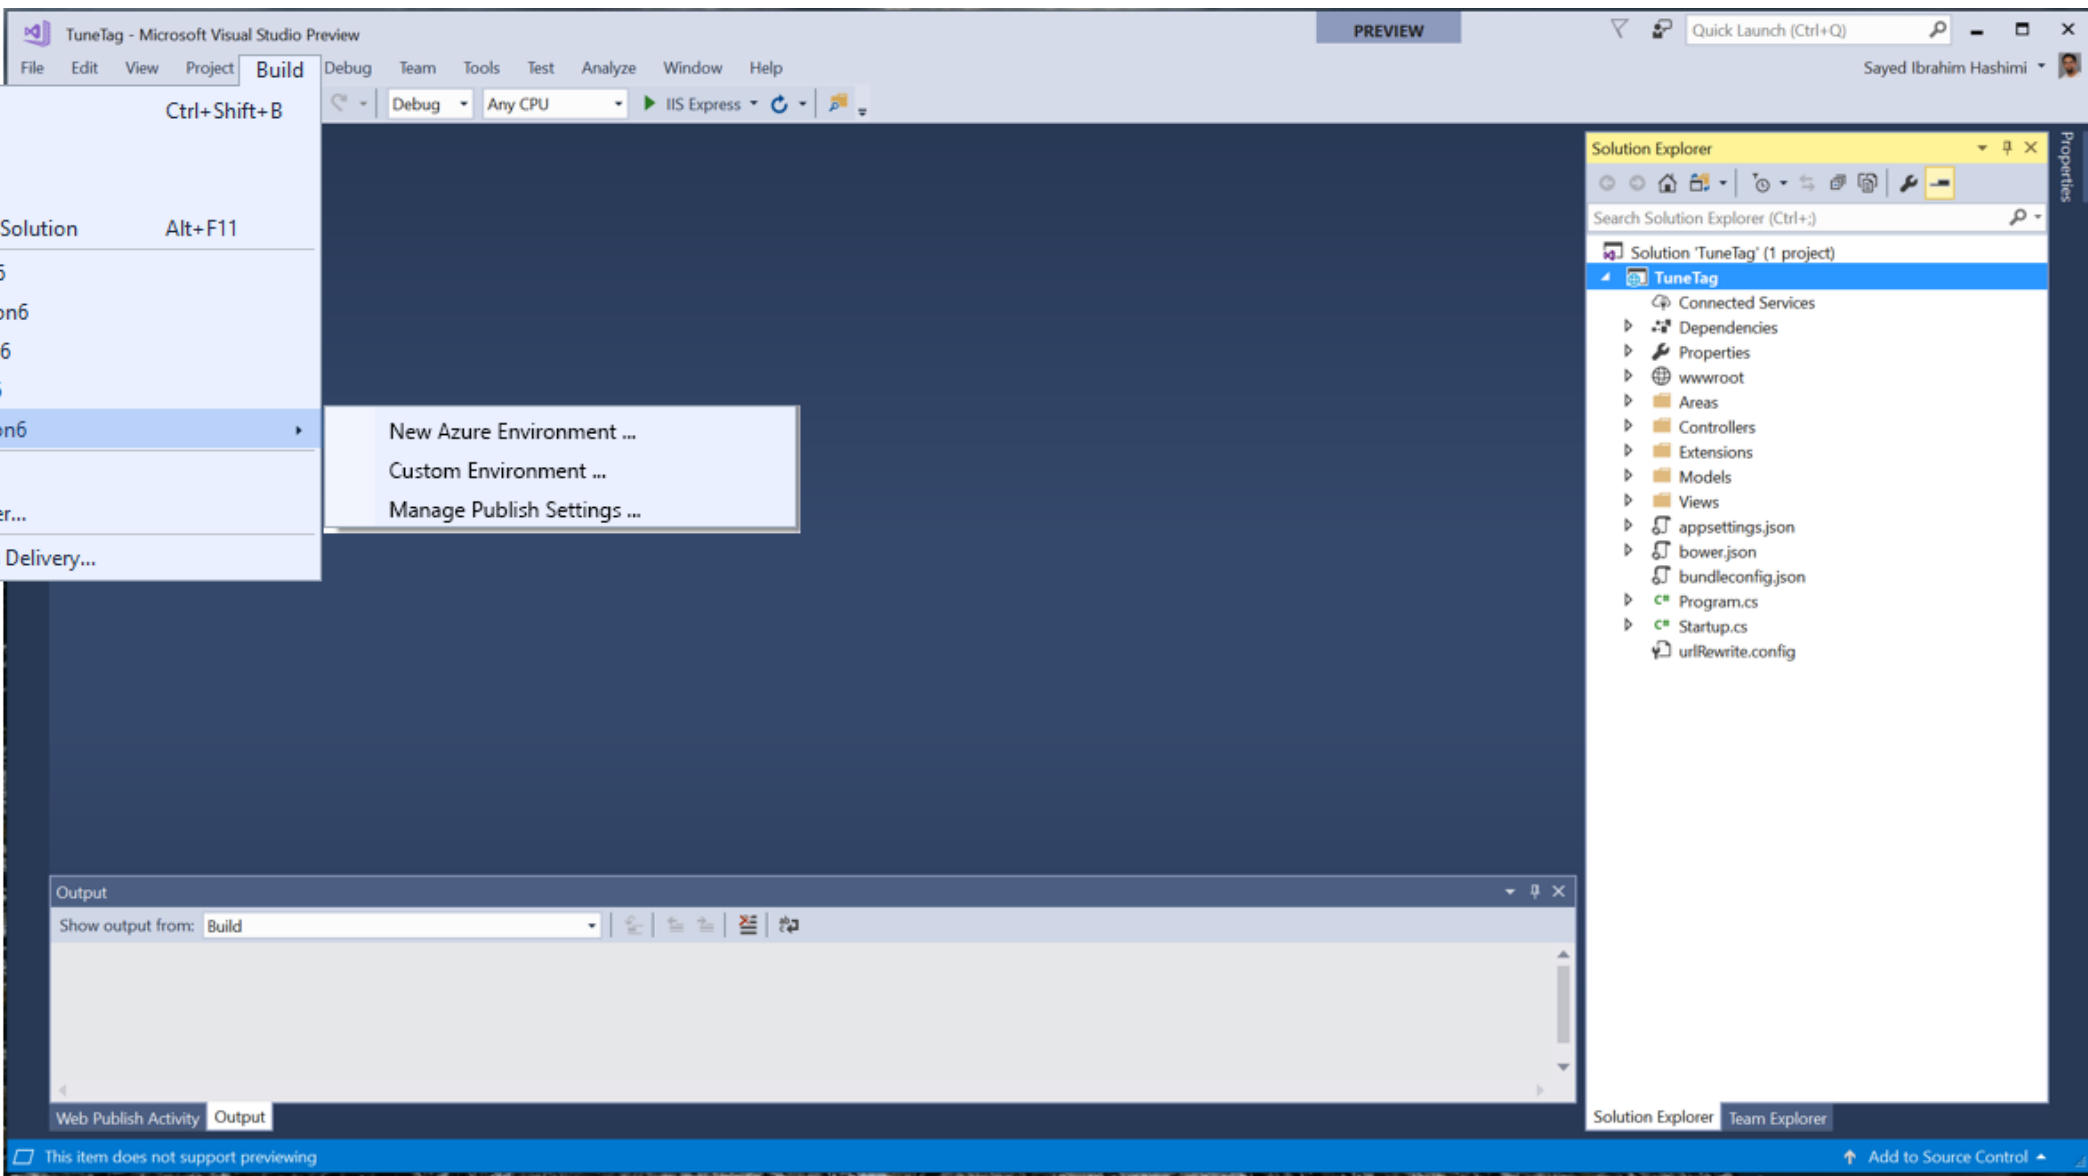 TuneTag - Microsoft Visual Studio Preview
PREVIEW
Quick Launch (Ctrl+Q)
File Edit View Project Build Debug Team Tools Test Analyze Window Help
Sayed Ibrahim Hashimi
Debug Any CPU IIS Express
Ctrl+Shift+B
Solution Alt+F11
6
on6
6
on6
er...
Delivery...
New Azure Environment ...
Custom Environment ...
Manage Publish Settings ...
Solution Explorer
Search Solution Explorer (Ctrl+;)
Solution 'TuneTag' (1 project)
TuneTag
Connected Services
Dependencies
Properties
wwwroot
Areas
Controllers
Extensions
Models
Views
appsettings.json
bower.json
bundleconfig.json
C# Program.cs
C# Startup.cs
urlRewrite.config
Solution Explorer Team Explorer
Properties
Output
Show output from: Build
Web Publish Activity Output
This item does not support previewing
Add to Source Control